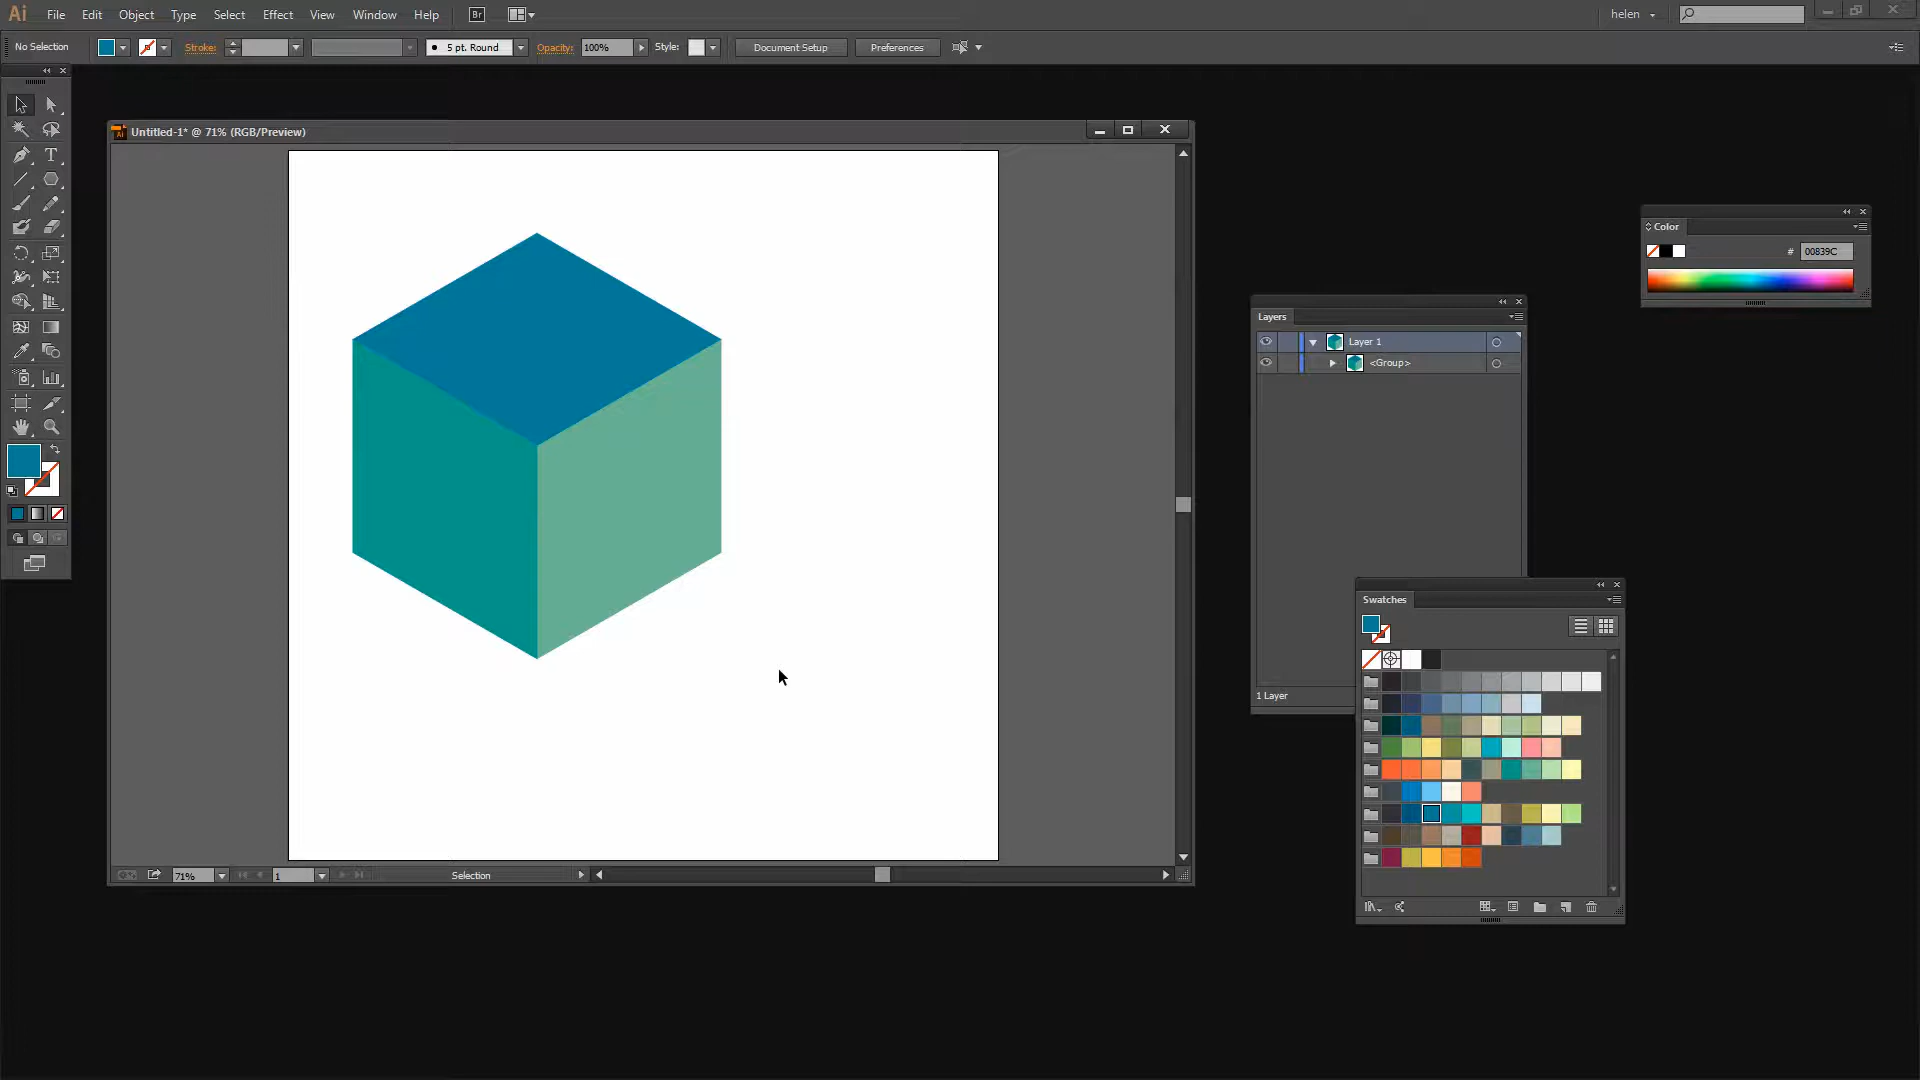 Ai File Edit Object Type Select Effect View Window Help Br helen
No Selection Stroke: 5 pt. Round Opacity: 100% Style: Document Setup Preferences
Untitled-1* @ 71% (RGB/Preview)
Color
# 00839C
Layers
Layer 1
<Group>
Swatches
1 Layer
71% 1 Selection